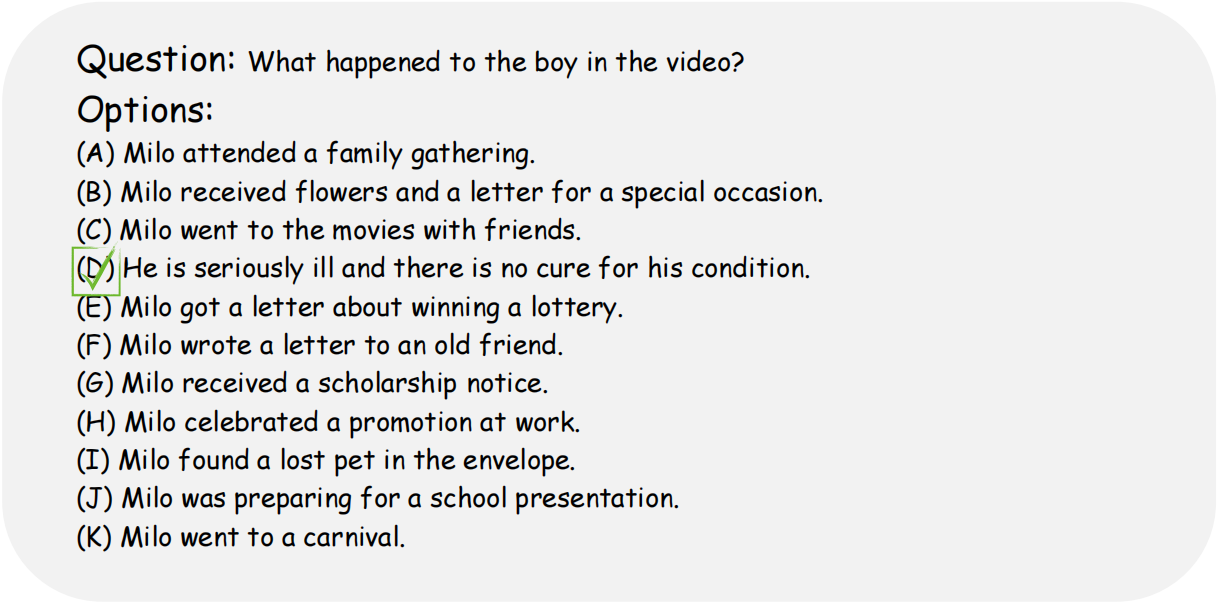 Question: What happened to the boy in the video?
Options:
(A) Milo attended a family gathering.
(B) Milo received flowers and a letter for a special occasion.
(C) Milo went to the movies with friends.
(D) He is seriously ill and there is no cure for his condition.
(E) Milo got a letter about winning a lottery.
(F) Milo wrote a letter to an old friend.
(G) Milo received a scholarship notice.
(H) Milo celebrated a promotion at work.
(I) Milo found a lost pet in the envelope.
(J) Milo was preparing for a school presentation.
(K) Milo went to a carnival.